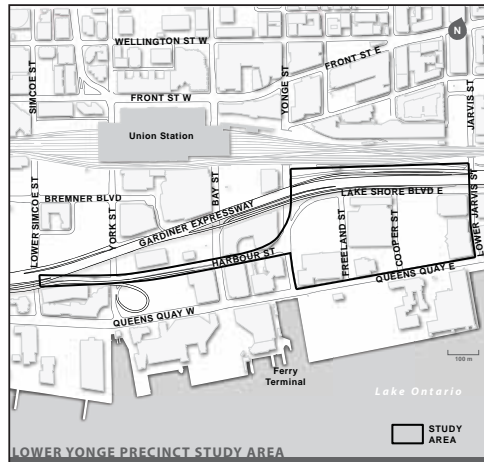 N
WELLINGTON ST W
FRONT ST E
SIMCOE ST
YONGE ST
FRONT ST W
JARVIS ST
Union Station
BAY ST
BREMNER BLVD
LAKE SHORE BLVD E
GARDINER EXPRESSWAY
LOWER SIMCOE ST
YORK ST
FREELAND ST
COOPER ST
LOWER JARVIS ST
HARBOUR ST
QUEENS QUAY E
QUEENS QUAY W
100 m
Ferry
Terminal
Lake Ontario
STUDY
AREA
LOWER YONGE PRECINCT STUDY AREA